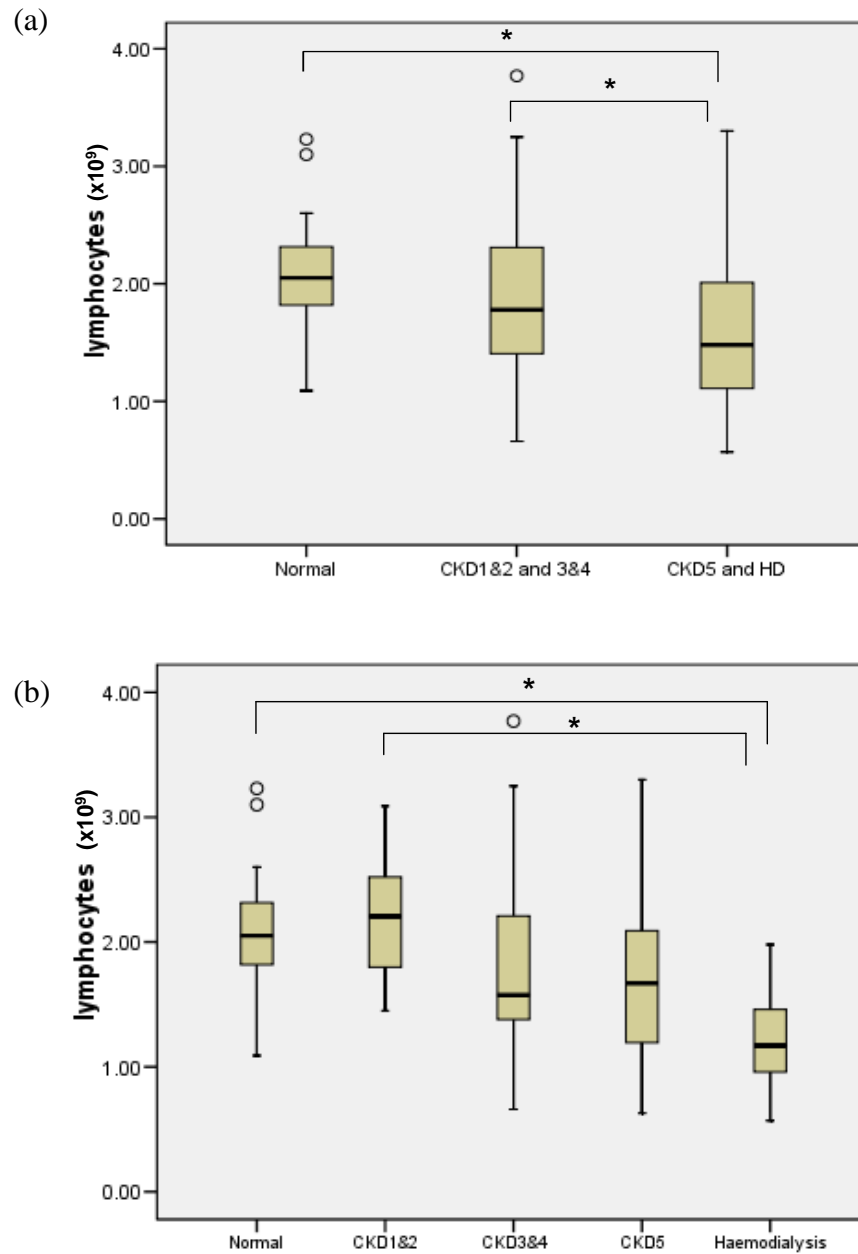 (a)
*
*
4.00
3.00
2.00
1.00
0.00
lymphocytes (x10⁹)
Normal
CKD1&2 and 3&4
CKD5 and HD
(b)
*
*
4.00
3.00
2.00
1.00
0.00
lymphocytes (x10⁹)
Normal
CKD1&2
CKD3&4
CKD5
Haemodialysis